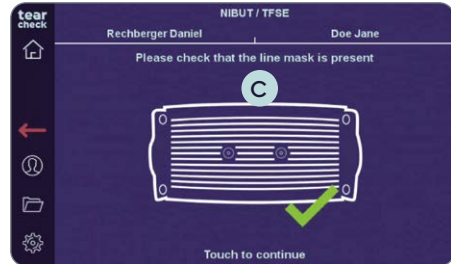 tear
check
NIBUT / TFSE
Rechberger Daniel
Doe Jane
Please check that the line mask is present
C
Touch to continue